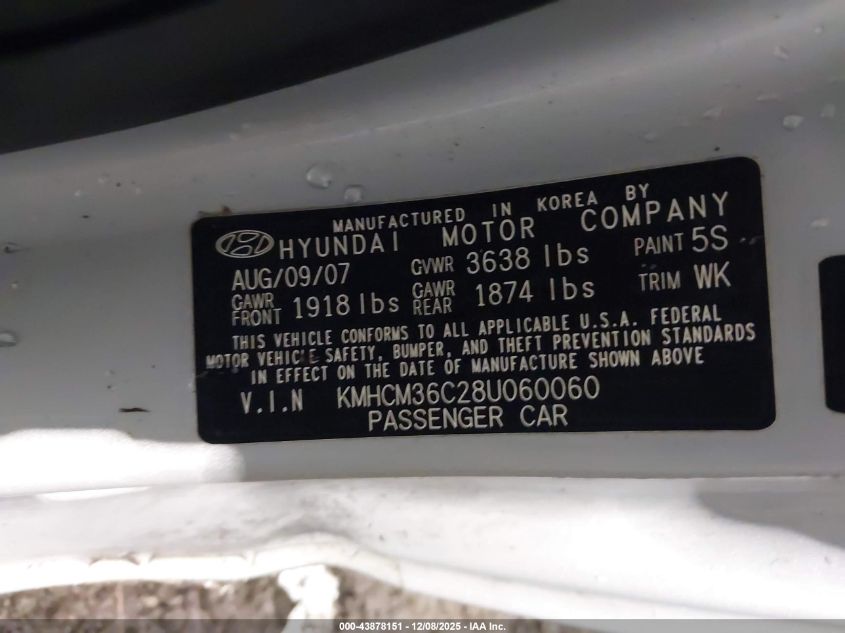 MANUFACTURED IN KOREA BY
HYUNDAI MOTOR COMPANY
AUG/09/07 GVWR 3638 lbs PAINT 5S
GAWR FRONT 1918 lbs GAWR REAR 1874 lbs TRIM WK
THIS VEHICLE CONFORMS TO ALL APPLICABLE U.S.A. FEDERAL
MOTOR VEHICLE SAFETY, BUMPER, AND THEFT PREVENTION STANDARDS
IN EFFECT ON THE DATE OF MANUFACTURE SHOWN ABOVE
V.I.N KMHCM36C28U060060
PASSENGER CAR
000-43878151 - 12/08/2025 - IAA Inc.